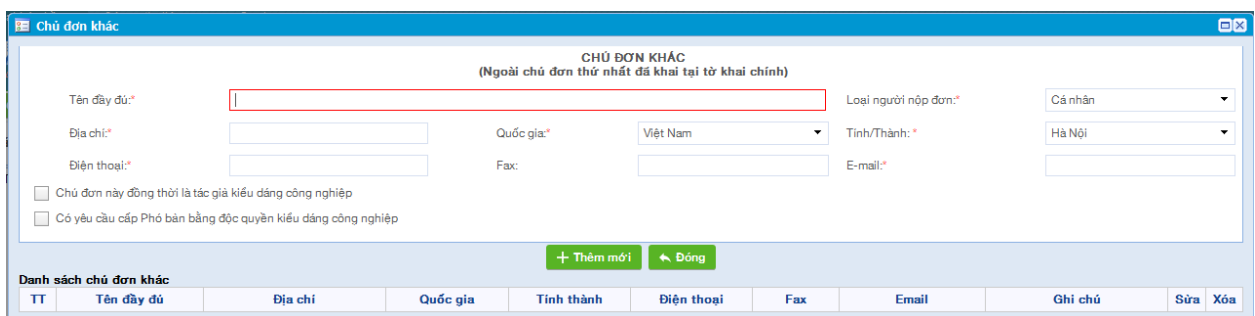 Chủ đơn khác
CHỦ ĐƠN KHÁC
(Ngoài chủ đơn thứ nhất đã khai tại tờ khai chính)
Tên đầy đủ:* Loại người nộp đơn:* Cá nhân
Địa chỉ:* Quốc gia:* Việt Nam Tỉnh/Thành: * Hà Nội
Điện thoại:* Fax: E-mail:*
Chủ đơn này đồng thời là tác giả kiểu dáng công nghiệp
Có yêu cầu cấp Phó bản bằng độc quyền kiểu dáng công nghiệp
Thêm mới Đóng
Danh sách chủ đơn khác
TT Tên đầy đủ Địa chỉ Quốc gia Tỉnh thành Điện thoại Fax Email Ghi chú Sửa Xóa